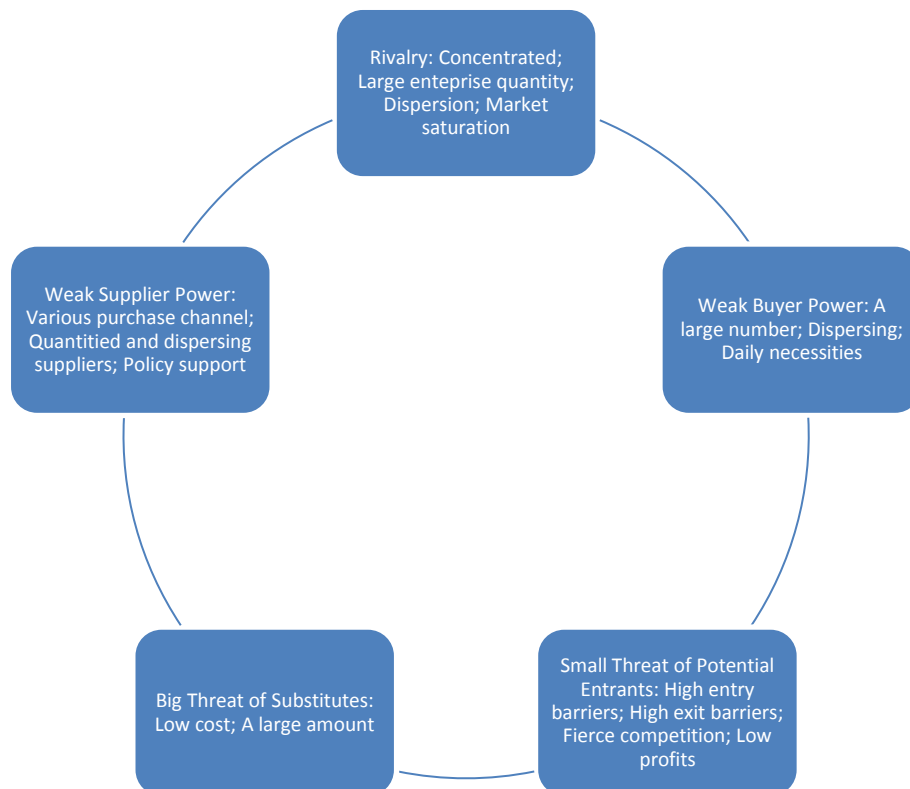 Rivalry: Concentrated;
Large enteprise quantity;
Dispersion; Market
saturation
Weak Supplier Power:
Various purchase channel;
Quantitied and dispersing
suppliers; Policy support
Weak Buyer Power: A
large number; Dispersing;
Daily necessities
Big Threat of Substitutes:
Low cost; A large amount
Small Threat of Potential
Entrants: High entry
barriers; High exit barriers;
Fierce competition; Low
profits